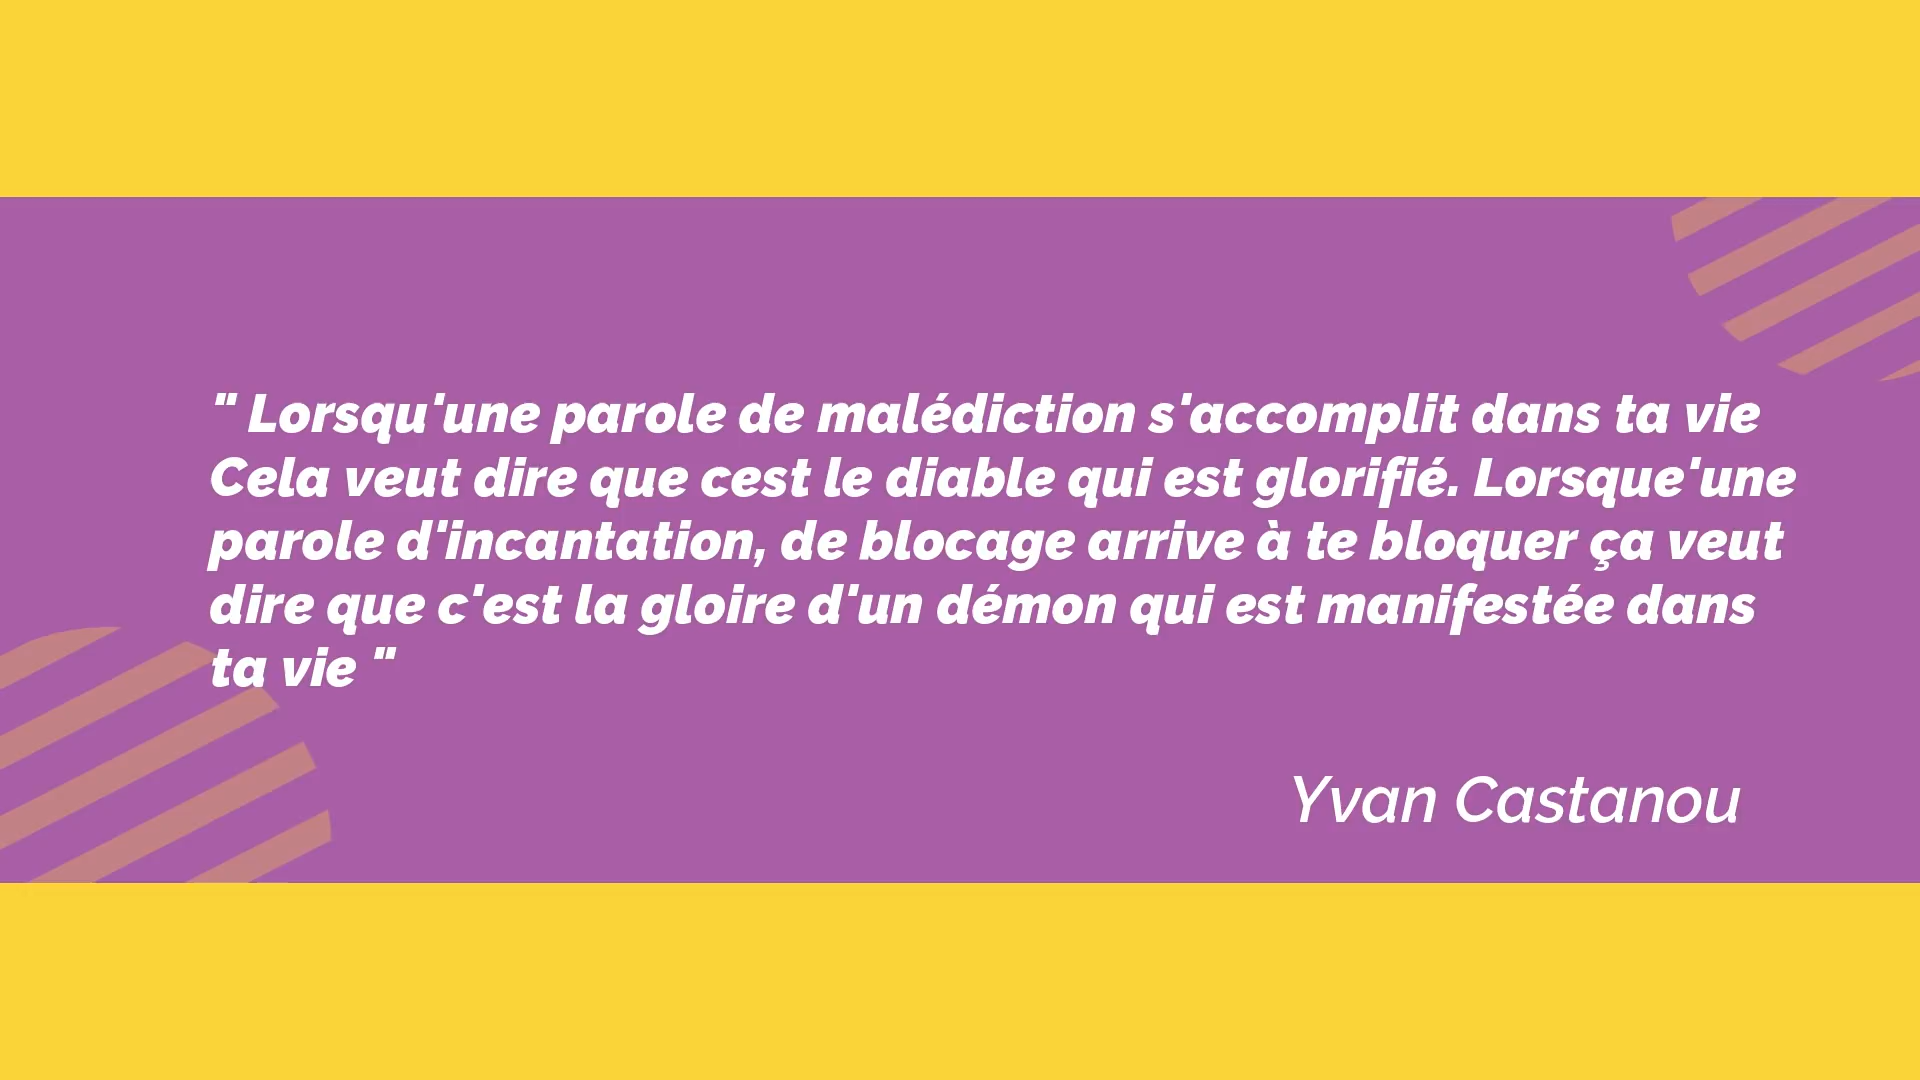 " Lorsqu'une parole de malédiction s'accomplit dans ta vie
Cela veut dire que cest le diable qui est glorifié. Lorsque'une
parole d'incantation, de blocage arrive à te bloquer ça veut
dire que c'est la gloire d'un démon qui est manifestée dans
ta vie "
Yvan Castanou